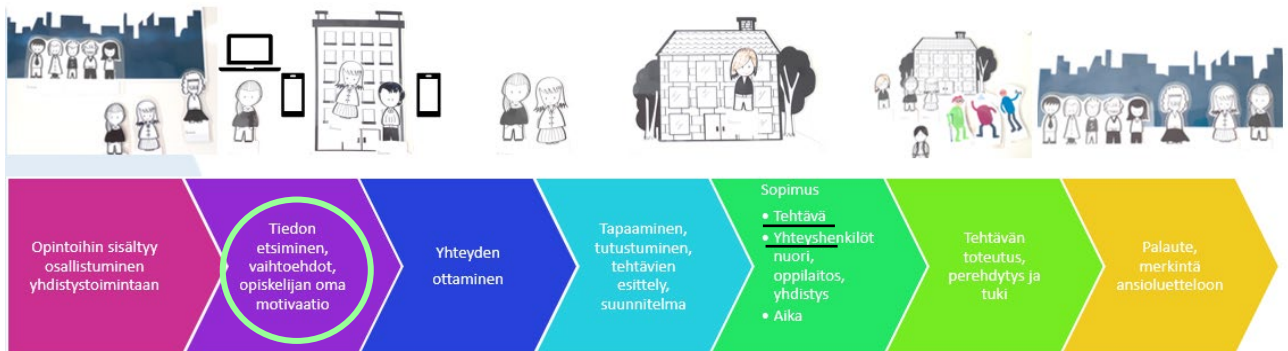 Opintoihin sisältyy
osallistuminen
yhdistystoimintaan
Tiedon
etsiminen,
vaihtoehdot,
opiskelijan oma
motivaatio
Yhteyden
ottaminen
Tapaaminen,
tutustuminen,
tehtävien
esittely,
suunnitelma
Sopimus
• Tehtävä
• Yhteyshenkilöt
nuori,
oppilaitos,
yhdistys
• Aika
Tehtävän
toteutus,
perehdytys ja
tuki
Palaute,
merkintä
ansioluetteloon